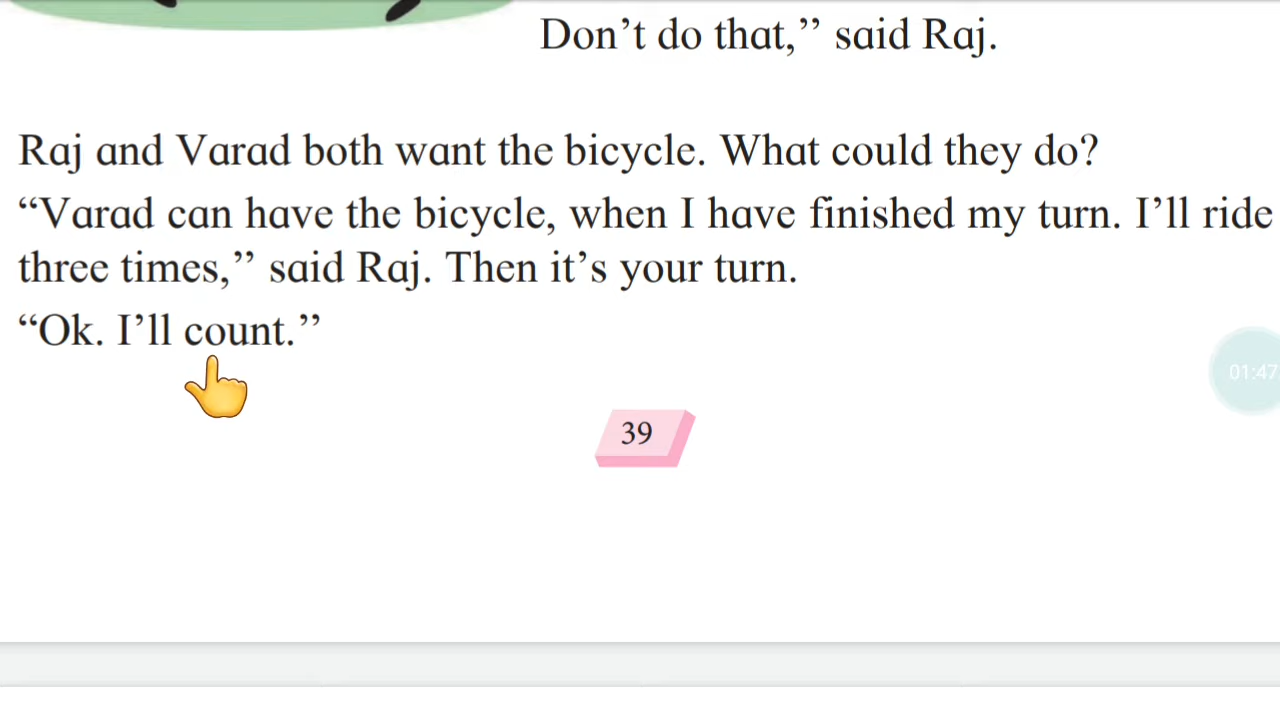 Don’t do that,” said Raj.
Raj and Varad both want the bicycle. What could they do?
“Varad can have the bicycle, when I have finished my turn. I’ll ride
three times,” said Raj. Then it’s your turn.
“Ok. I’ll count.”
01:47
39